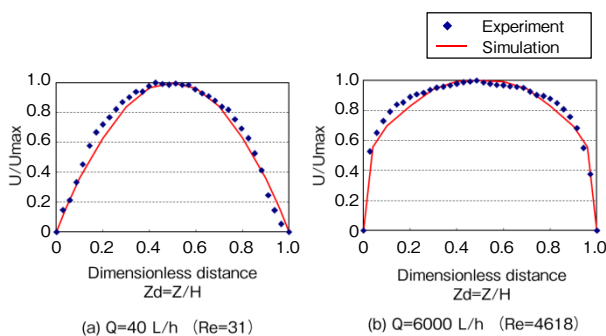 Experiment
Simulation
1.0
0.8
0.6
0.4
0.2
0
U/Umax
0 0.2 0.4 0.6 0.8 1.0
Dimensionless distance
Zd=Z/H
(a) Q=40 L/h （Re=31）
1.0
0.8
0.6
0.4
0.2
0
U/Umax
0 0.2 0.4 0.6 0.8 1.0
Dimensionless distance
Zd=Z/H
(b) Q=6000 L/h （Re=4618）